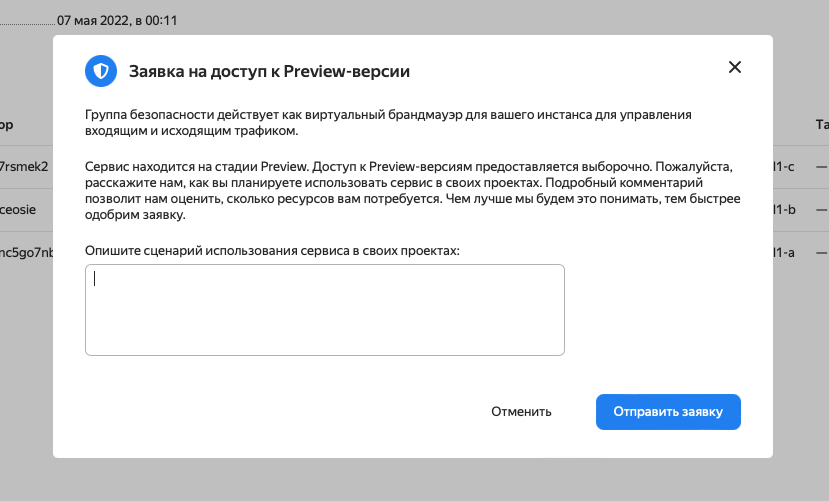 07 мая 2022, в 00:11
Заявка на доступ к Preview-версии
Группа безопасности действует как виртуальный брандмауэр для вашего инстанса для управления
входящим и исходящим трафиком.
ор
Та
7rsmek2
l1-c —
Сервис находится на стадии Preview. Доступ к Preview-версиям предоставляется выборочно. Пожалуйста,
расскажите нам, как вы планируете использовать сервис в своих проектах. Подробный комментарий
позволит нам оценить, сколько ресурсов вам потребуется. Чем лучше мы будем это понимать, тем быстрее
одобрим заявку.
ceosie
l1-b —
nc5go7nb
l1-a —
Опишите сценарий использования сервиса в своих проектах:
Отменить
Отправить заявку